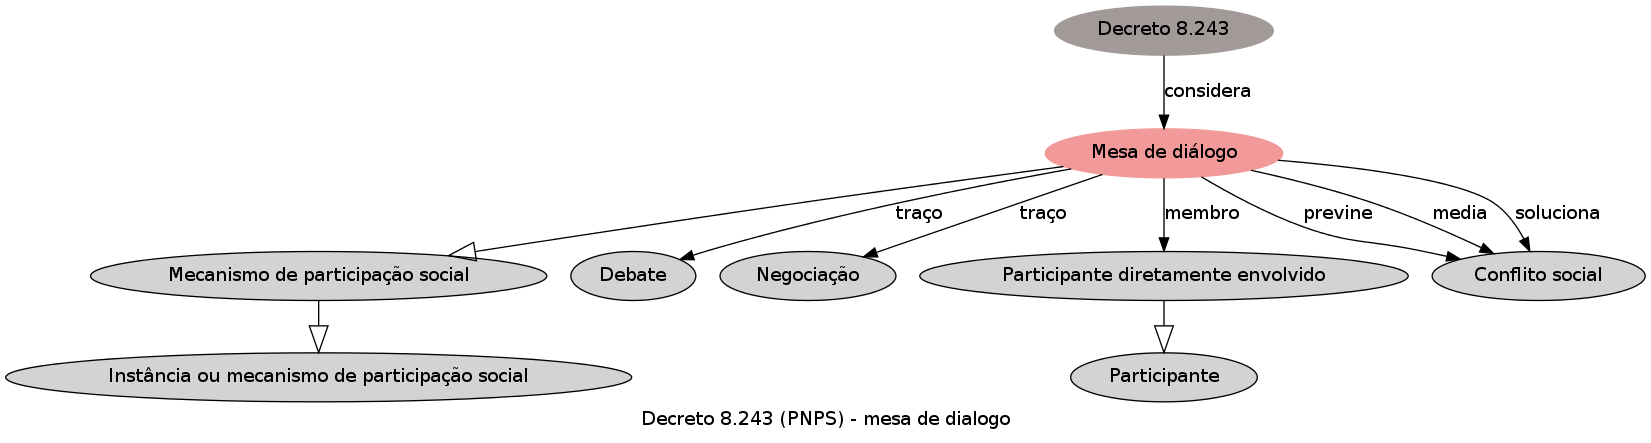 Decreto 8.243
considera
Mesa de diálogo
traço
traço
membro
previne
media
soluciona
Mecanismo de participação social
Debate
Negociação
Participante diretamente envolvido
Conflito social
Instância ou mecanismo de participação social
Participante
Decreto 8.243 (PNPS) - mesa de dialogo